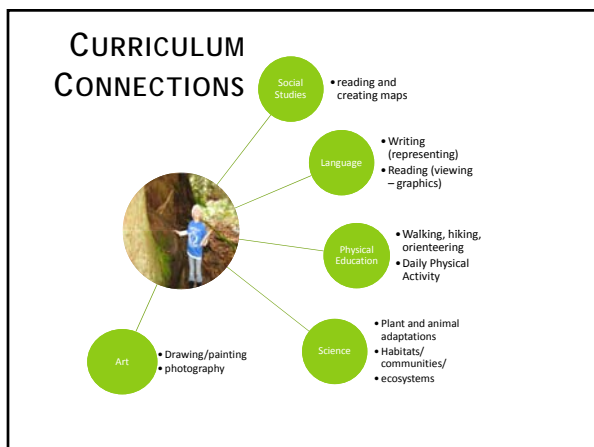 CURRICULUM
CONNECTIONS
Social
Studies
• reading and
creating maps
Language
• Writing
(representing)
• Reading (viewing
– graphics)
Physical
Education
• Walking, hiking,
orienteering
• Daily Physical
Activity
Science
• Plant and animal
adaptations
• Habitats/
communities/
• ecosystems
Art
• Drawing/painting
• photography